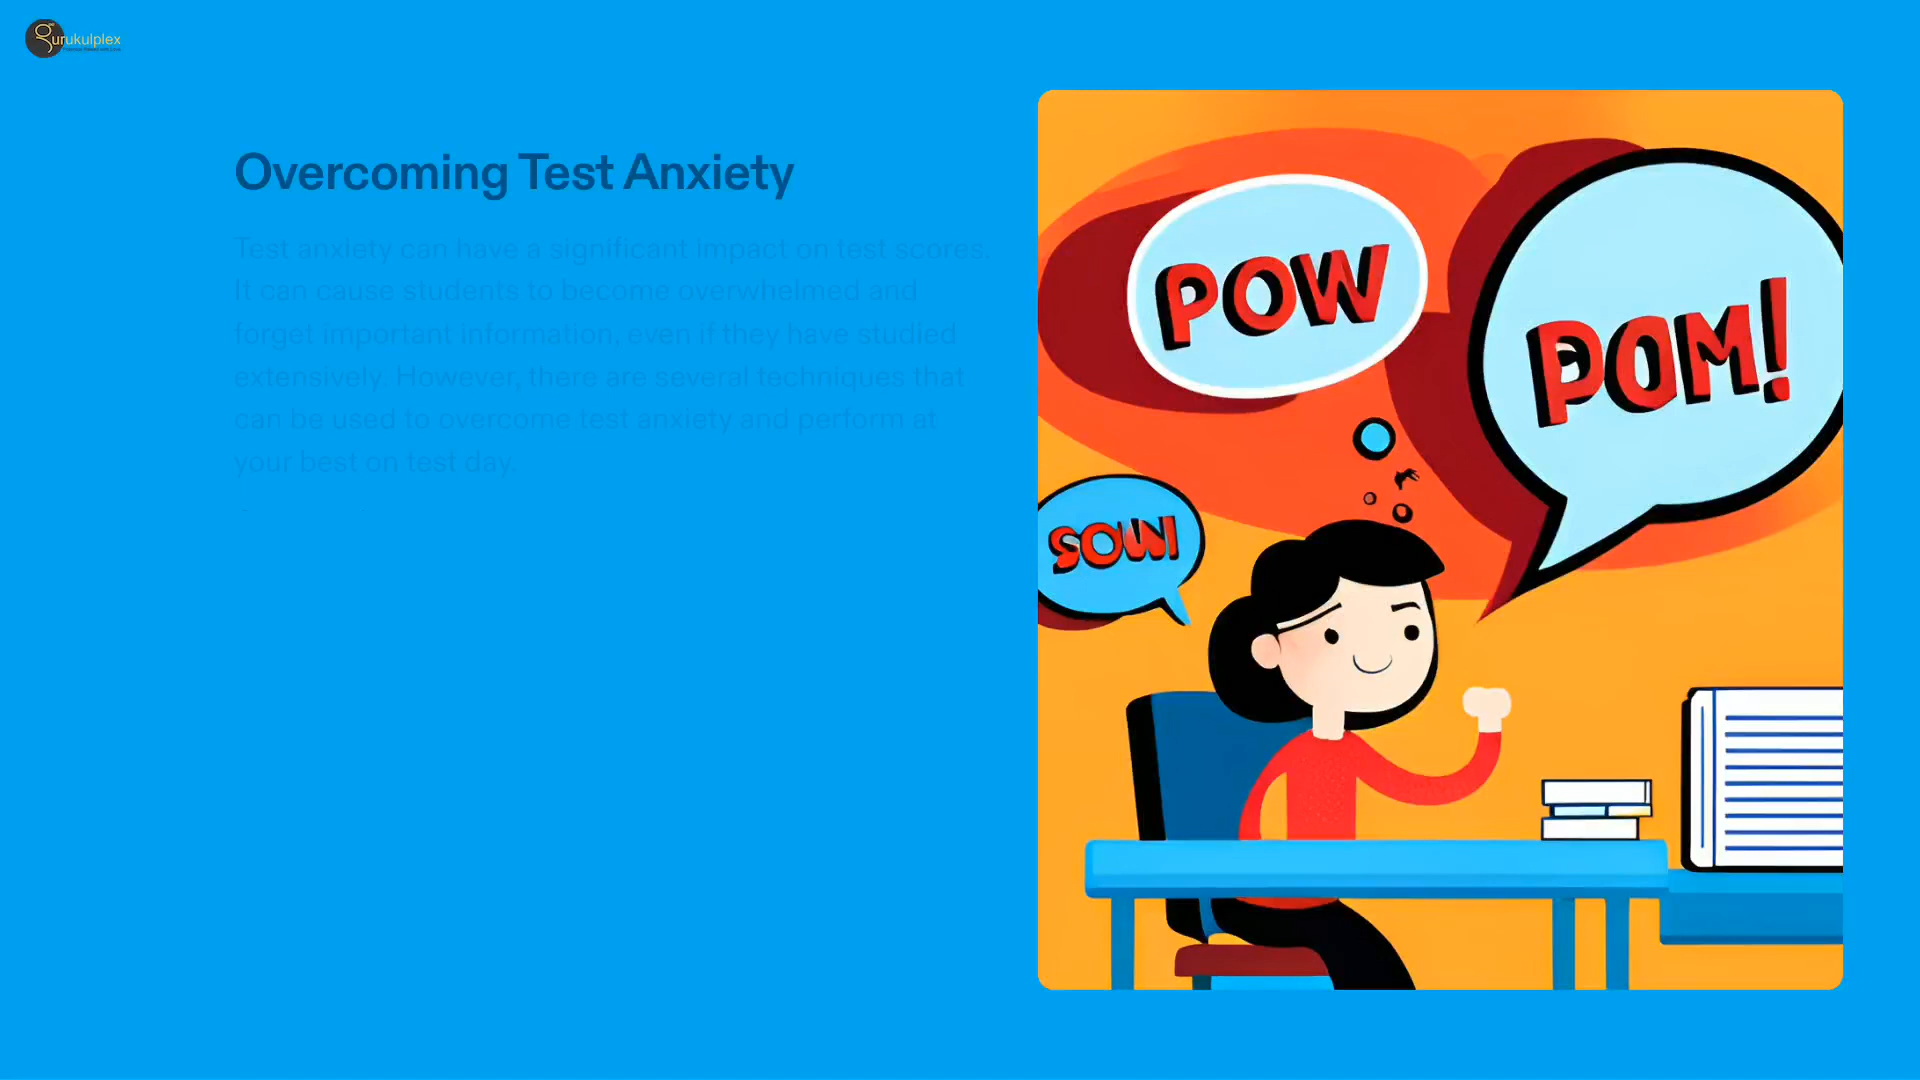 gurukulplex
Overcoming Test Anxiety
Test anxiety can have a significant impact on test scores.
It can cause students to become overwhelmed and
forget important information, even if they have studied
extensively. However, there are several techniques that
can be used to overcome test anxiety and perform at
your best on test day.
POW
POM!